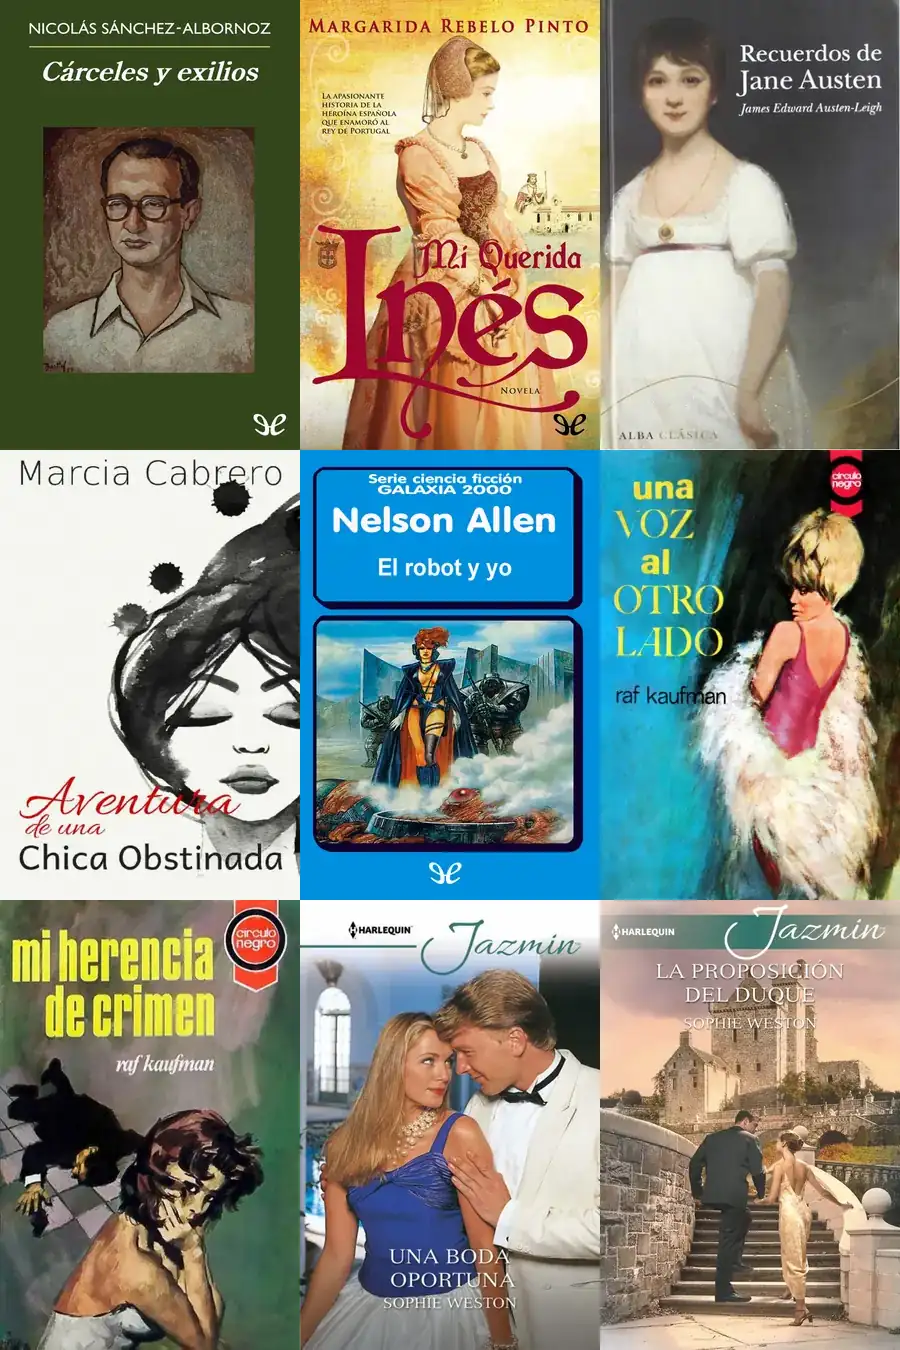 NICOLÁS SÁNCHEZ-ALBORNOZ
Cárceles y exilios
MARGARIDA REBELO PINTO
LA APASIONANTE
HISTORIA DE LA
HEROÍNA ESPAÑOLA
QUE ENAMORÓ AL
REY DE PORTUGAL
Mi Querida
Inés
NOVELA
Recuerdos de
Jane Austen
James Edward Austen-Leigh
ALBA CLÁSICA
Marcia Cabrero
Aventura
de una
Chica Obstinada
Serie ciencia ficción
GALAXIA 2000
Nelson Allen
El robot y yo
círculo
negro
una
VOZ
al
OTRO
LADO
raf kaufman
círculo
negro
mi herencia
de crimen
raf kaufman
HARLEQUIN
Jazmín
UNA BODA
OPORTUNA
SOPHIE WESTON
HARLEQUIN
Jazmín
LA PROPOSICIÓN
DEL DUQUE
SOPHIE WESTON